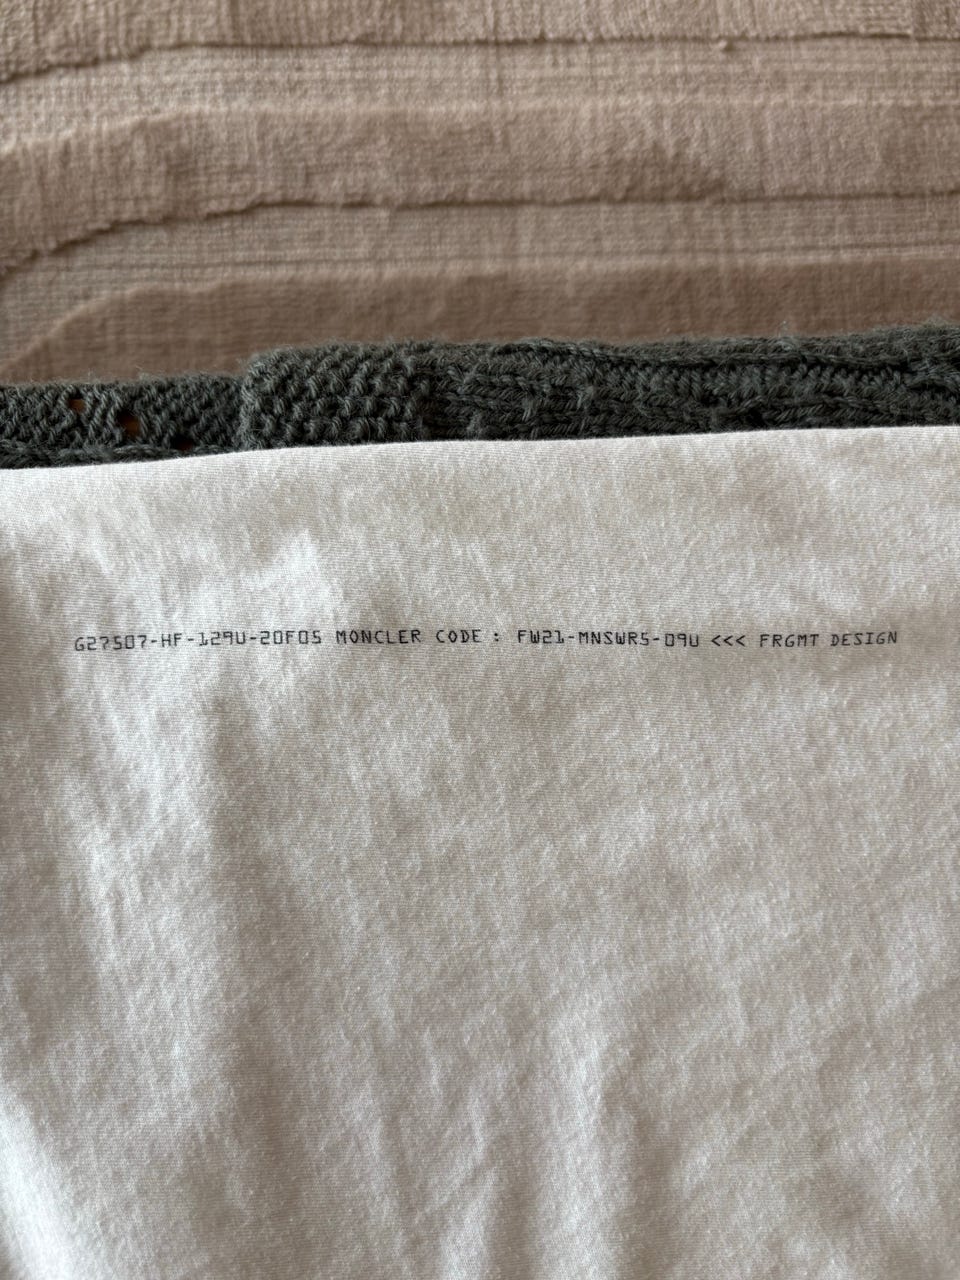 G27507-HF-129U-20F05 MONCLER CODE : FW21-MNSWRS-09U <<< FRGMT DESIGN